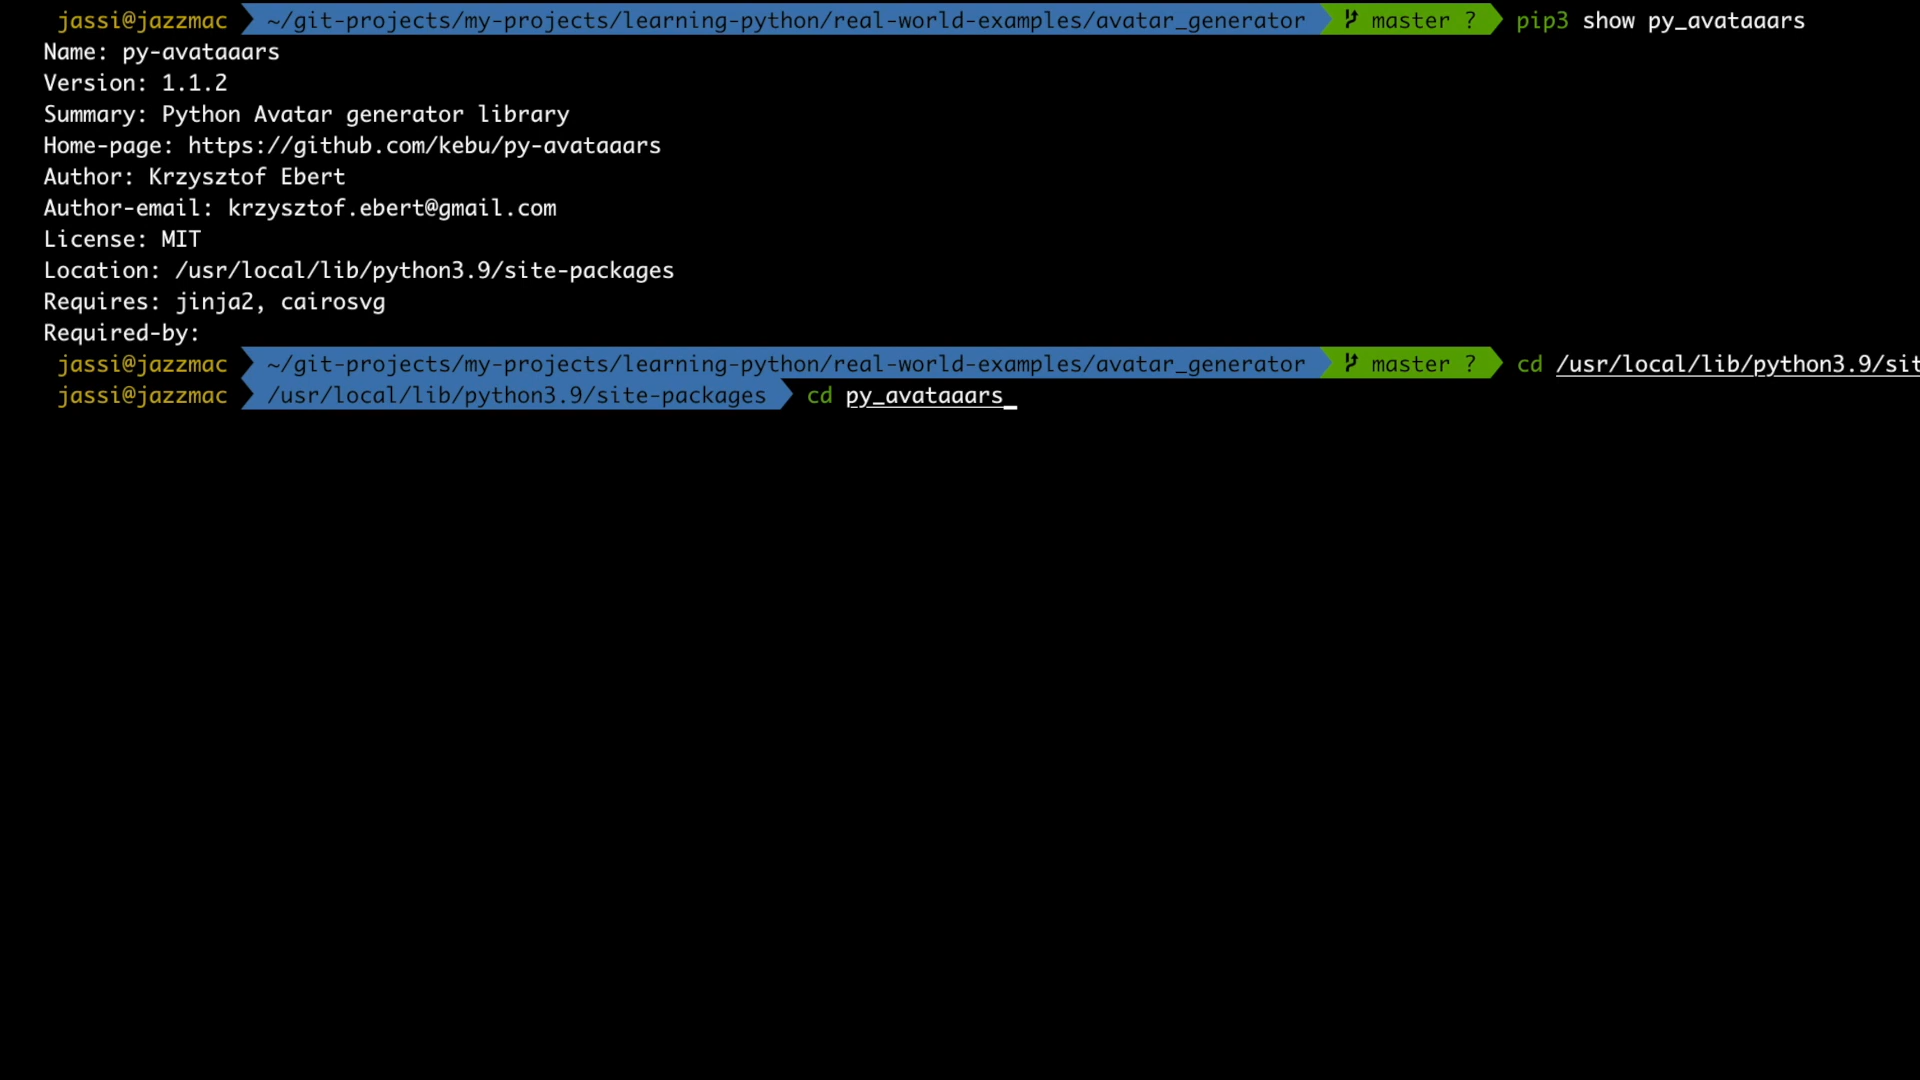 jassi@jazzmac ~/git-projects/my-projects/learning-python/real-world-examples/avatar_generator master ? pip3 show py_avataaars
Name: py-avataaars
Version: 1.1.2
Summary: Python Avatar generator library
Home-page: https://github.com/kebu/py-avataaars
Author: Krzysztof Ebert
Author-email: krzysztof.ebert@gmail.com
License: MIT
Location: /usr/local/lib/python3.9/site-packages
Requires: jinja2, cairosvg
Required-by:
jassi@jazzmac ~/git-projects/my-projects/learning-python/real-world-examples/avatar_generator master ? cd /usr/local/lib/python3.9/sit
jassi@jazzmac /usr/local/lib/python3.9/site-packages cd py_avataaars_